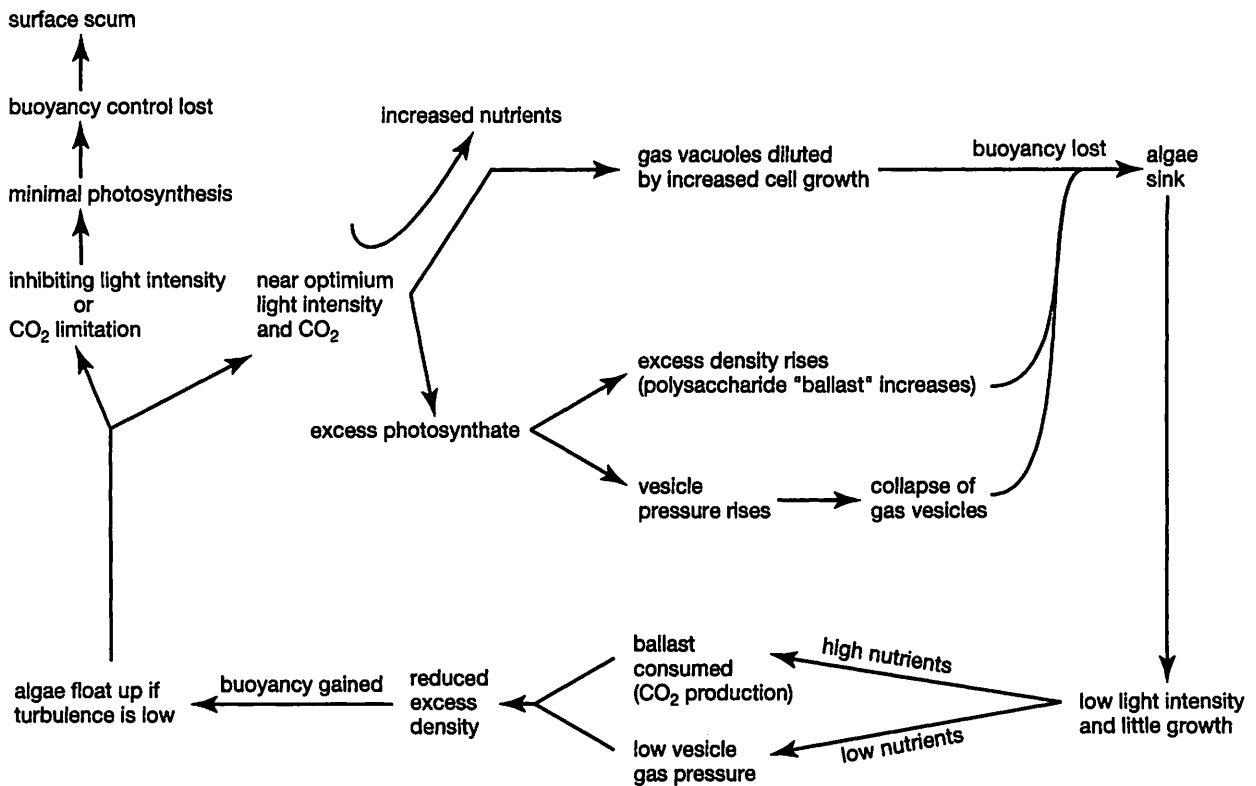 surface scum
buoyancy control lost
minimal photosynthesis
inhibiting light intensity
or
CO₂ limitation
near optimium
light intensity
and CO₂
increased nutrients
gas vacuoles diluted
by increased cell growth
buoyancy lost
algae
sink
excess photosynthate
excess density rises
(polysaccharide "ballast" increases)
vesicle
pressure rises
collapse of
gas vesicles
algae float up if
turbulence is low
buoyancy gained
reduced
excess
density
ballast
consumed
(CO₂ production)
low vesicle
gas pressure
high nutrients
low nutrients
low light intensity
and little growth